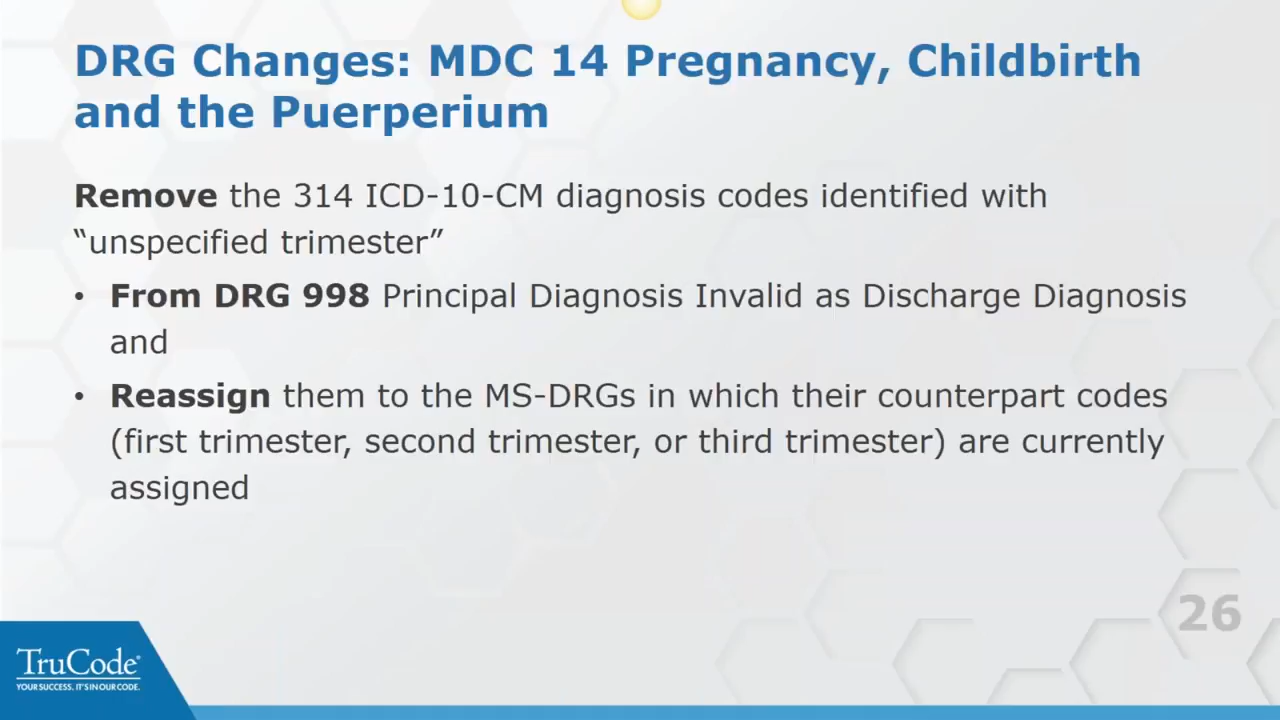 DRG Changes: MDC 14 Pregnancy, Childbirth
and the Puerperium
Remove the 314 ICD-10-CM diagnosis codes identified with
“unspecified trimester”
• From DRG 998 Principal Diagnosis Invalid as Discharge Diagnosis
and
• Reassign them to the MS-DRGs in which their counterpart codes
(first trimester, second trimester, or third trimester) are currently
assigned
26
TruCode®
YOUR SUCCESS. IT'S IN OUR CODE.